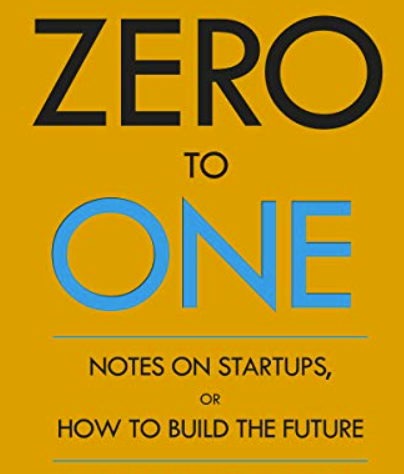 ZERO
TO
ONE
NOTES ON STARTUPS,
OR
HOW TO BUILD THE FUTURE